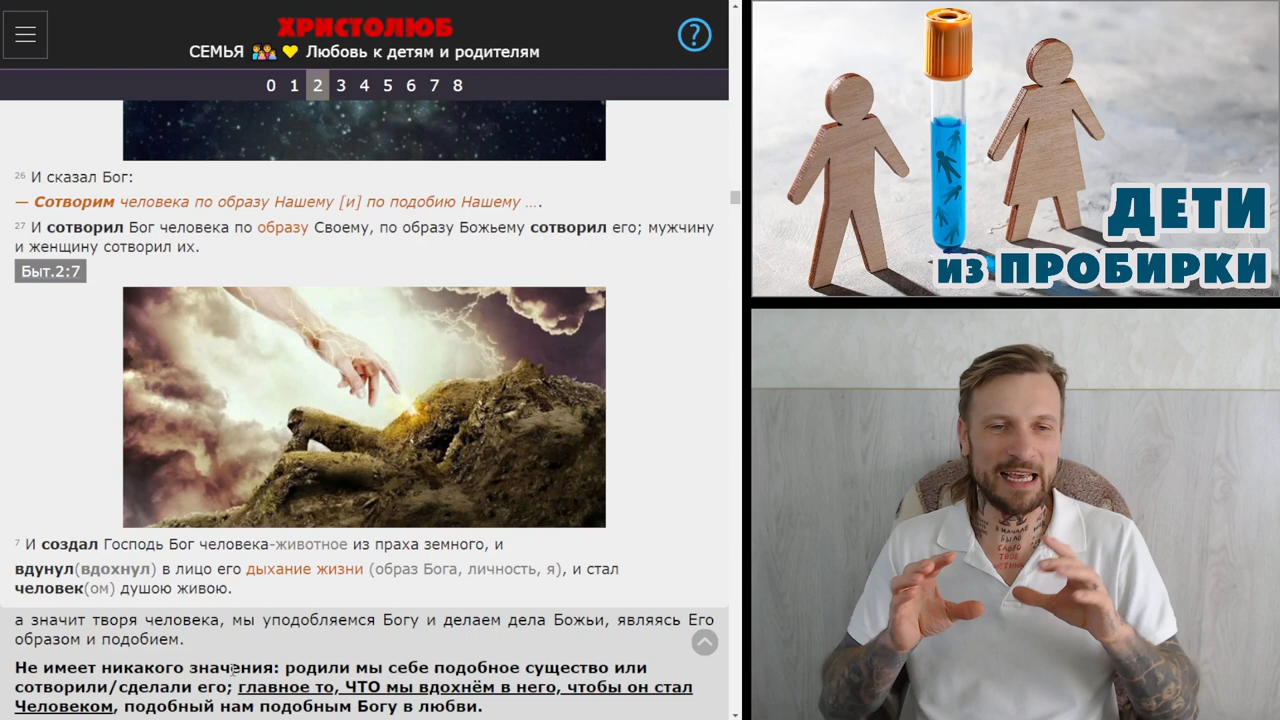 ХРИСТОЛЮБ
СЕМЬЯ 👨‍👩‍👧 💛 Любовь к детям и родителям
?
0 1 2 3 4 5 6 7 8
26 И сказал Бог:
— Сотворим человека по образу Нашему [и] по подобию Нашему ....
27 И сотворил Бог человека по образу Своему, по образу Божьему сотворил его; мужчину
и женщину сотворил их.
Быт.2:7
7 И создал Господь Бог человека-животное из праха земного, и
вдунул(вдохнул) в лицо его дыхание жизни (образ Бога, личность, я), и стал
человек(ом) душою живою.
а значит творя человека, мы уподобляемся Богу и делаем дела Божьи, являясь Его
образом и подобием.
Не имеет никакого значения: родили мы себе подобное существо или
сотворили/сделали его; главное то, ЧТО мы вдохнём в него, чтобы он стал
Человеком, подобный нам подобным Богу в любви.
ДЕТИ
из ПРОБИРКИ
В НАЧАЛЕ
БЫЛО
СЛОВО